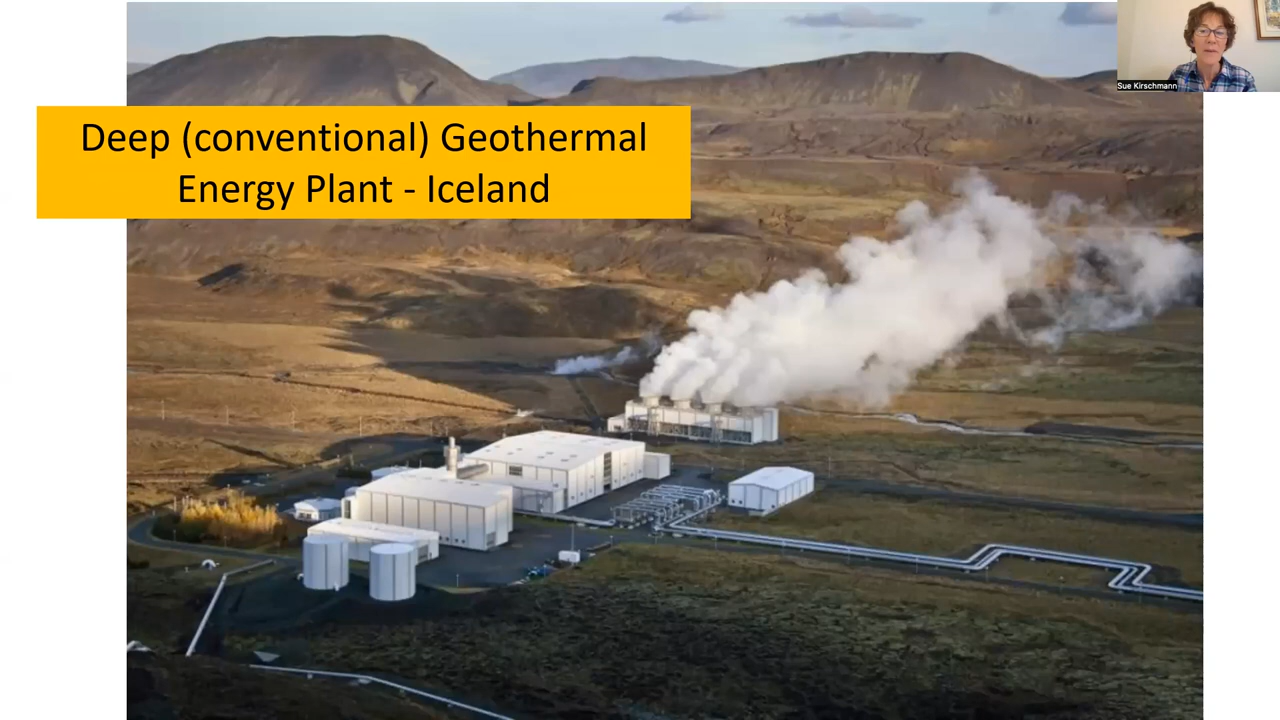 Deep (conventional) Geothermal
Energy Plant - Iceland
Sue Kirschmann